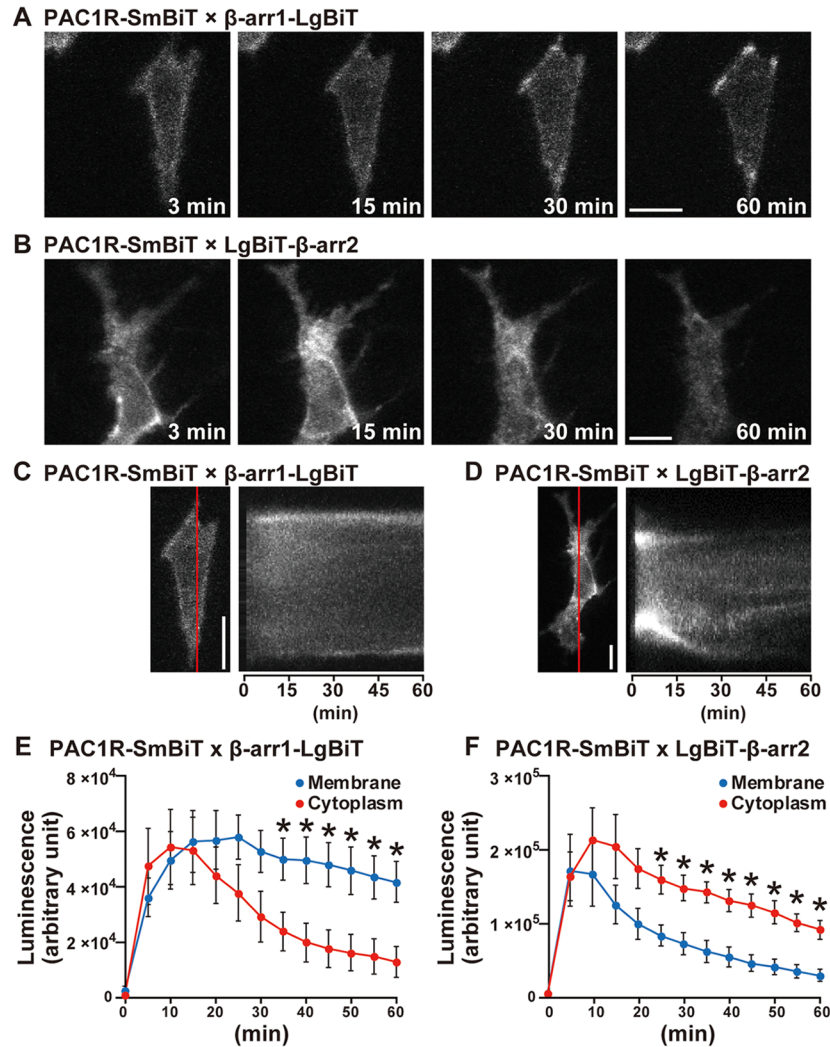 A PAC1R-SmBiT × β-arr1-LgBiT
3 min 15 min 30 min 60 min
B PAC1R-SmBiT × LgBiT-β-arr2
3 min 15 min 30 min 60 min
C PAC1R-SmBiT × β-arr1-LgBiT
0 15 30 45 60
(min)
D PAC1R-SmBiT × LgBiT-β-arr2
0 15 30 45 60
(min)
E PAC1R-SmBiT x β-arr1-LgBiT
Luminescence
(arbitrary unit)
8 ×10⁴
6 ×10⁴
4 ×10⁴
2 ×10⁴
0
Membrane
Cytoplasm
* * * * * *
0 10 20 30 40 50 60
(min)
F PAC1R-SmBiT x LgBiT-β-arr2
Luminescence
(arbitrary unit)
3 ×10⁵
2 ×10⁵
1 ×10⁵
0
Membrane
Cytoplasm
* * * * * * * *
0 10 20 30 40 50 60
(min)